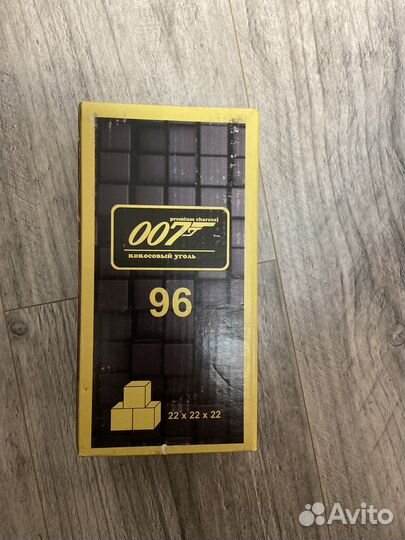 premium charcoal
007
кокосовый уголь
96
22 x 22 x 22
Avito